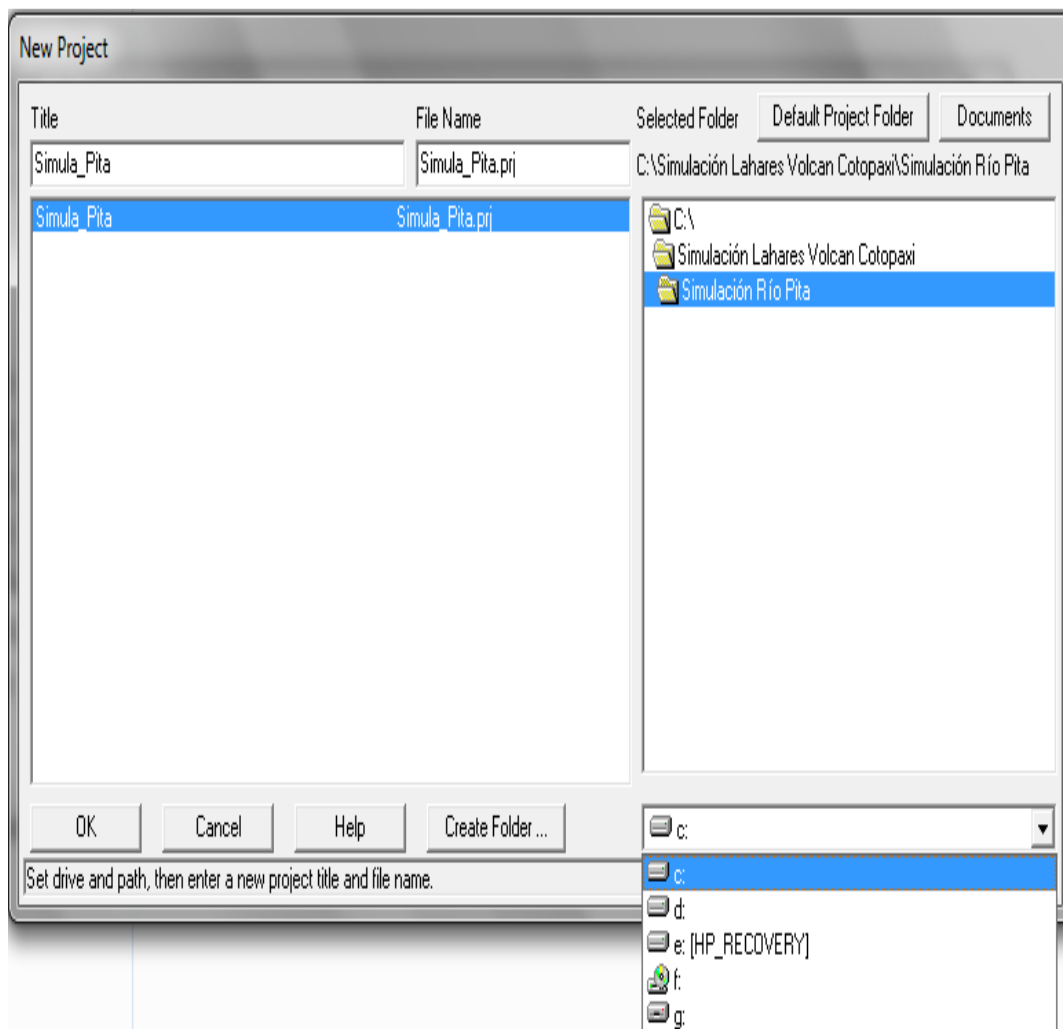 New Project
Title File Name Selected Folder Default Project Folder Documents
Simula_Pita Simula_Pita.prj C:\Simulación Lahares Volcan Cotopaxi\Simulación Río Pita
Simula_Pita Simula_Pita.prj
C:\
Simulación Lahares Volcan Cotopaxi
Simulación Río Pita
OK Cancel Help Create Folder ... c:
Set drive and path, then enter a new project title and file name.
c:
d:
e: [HP_RECOVERY]
f:
g: